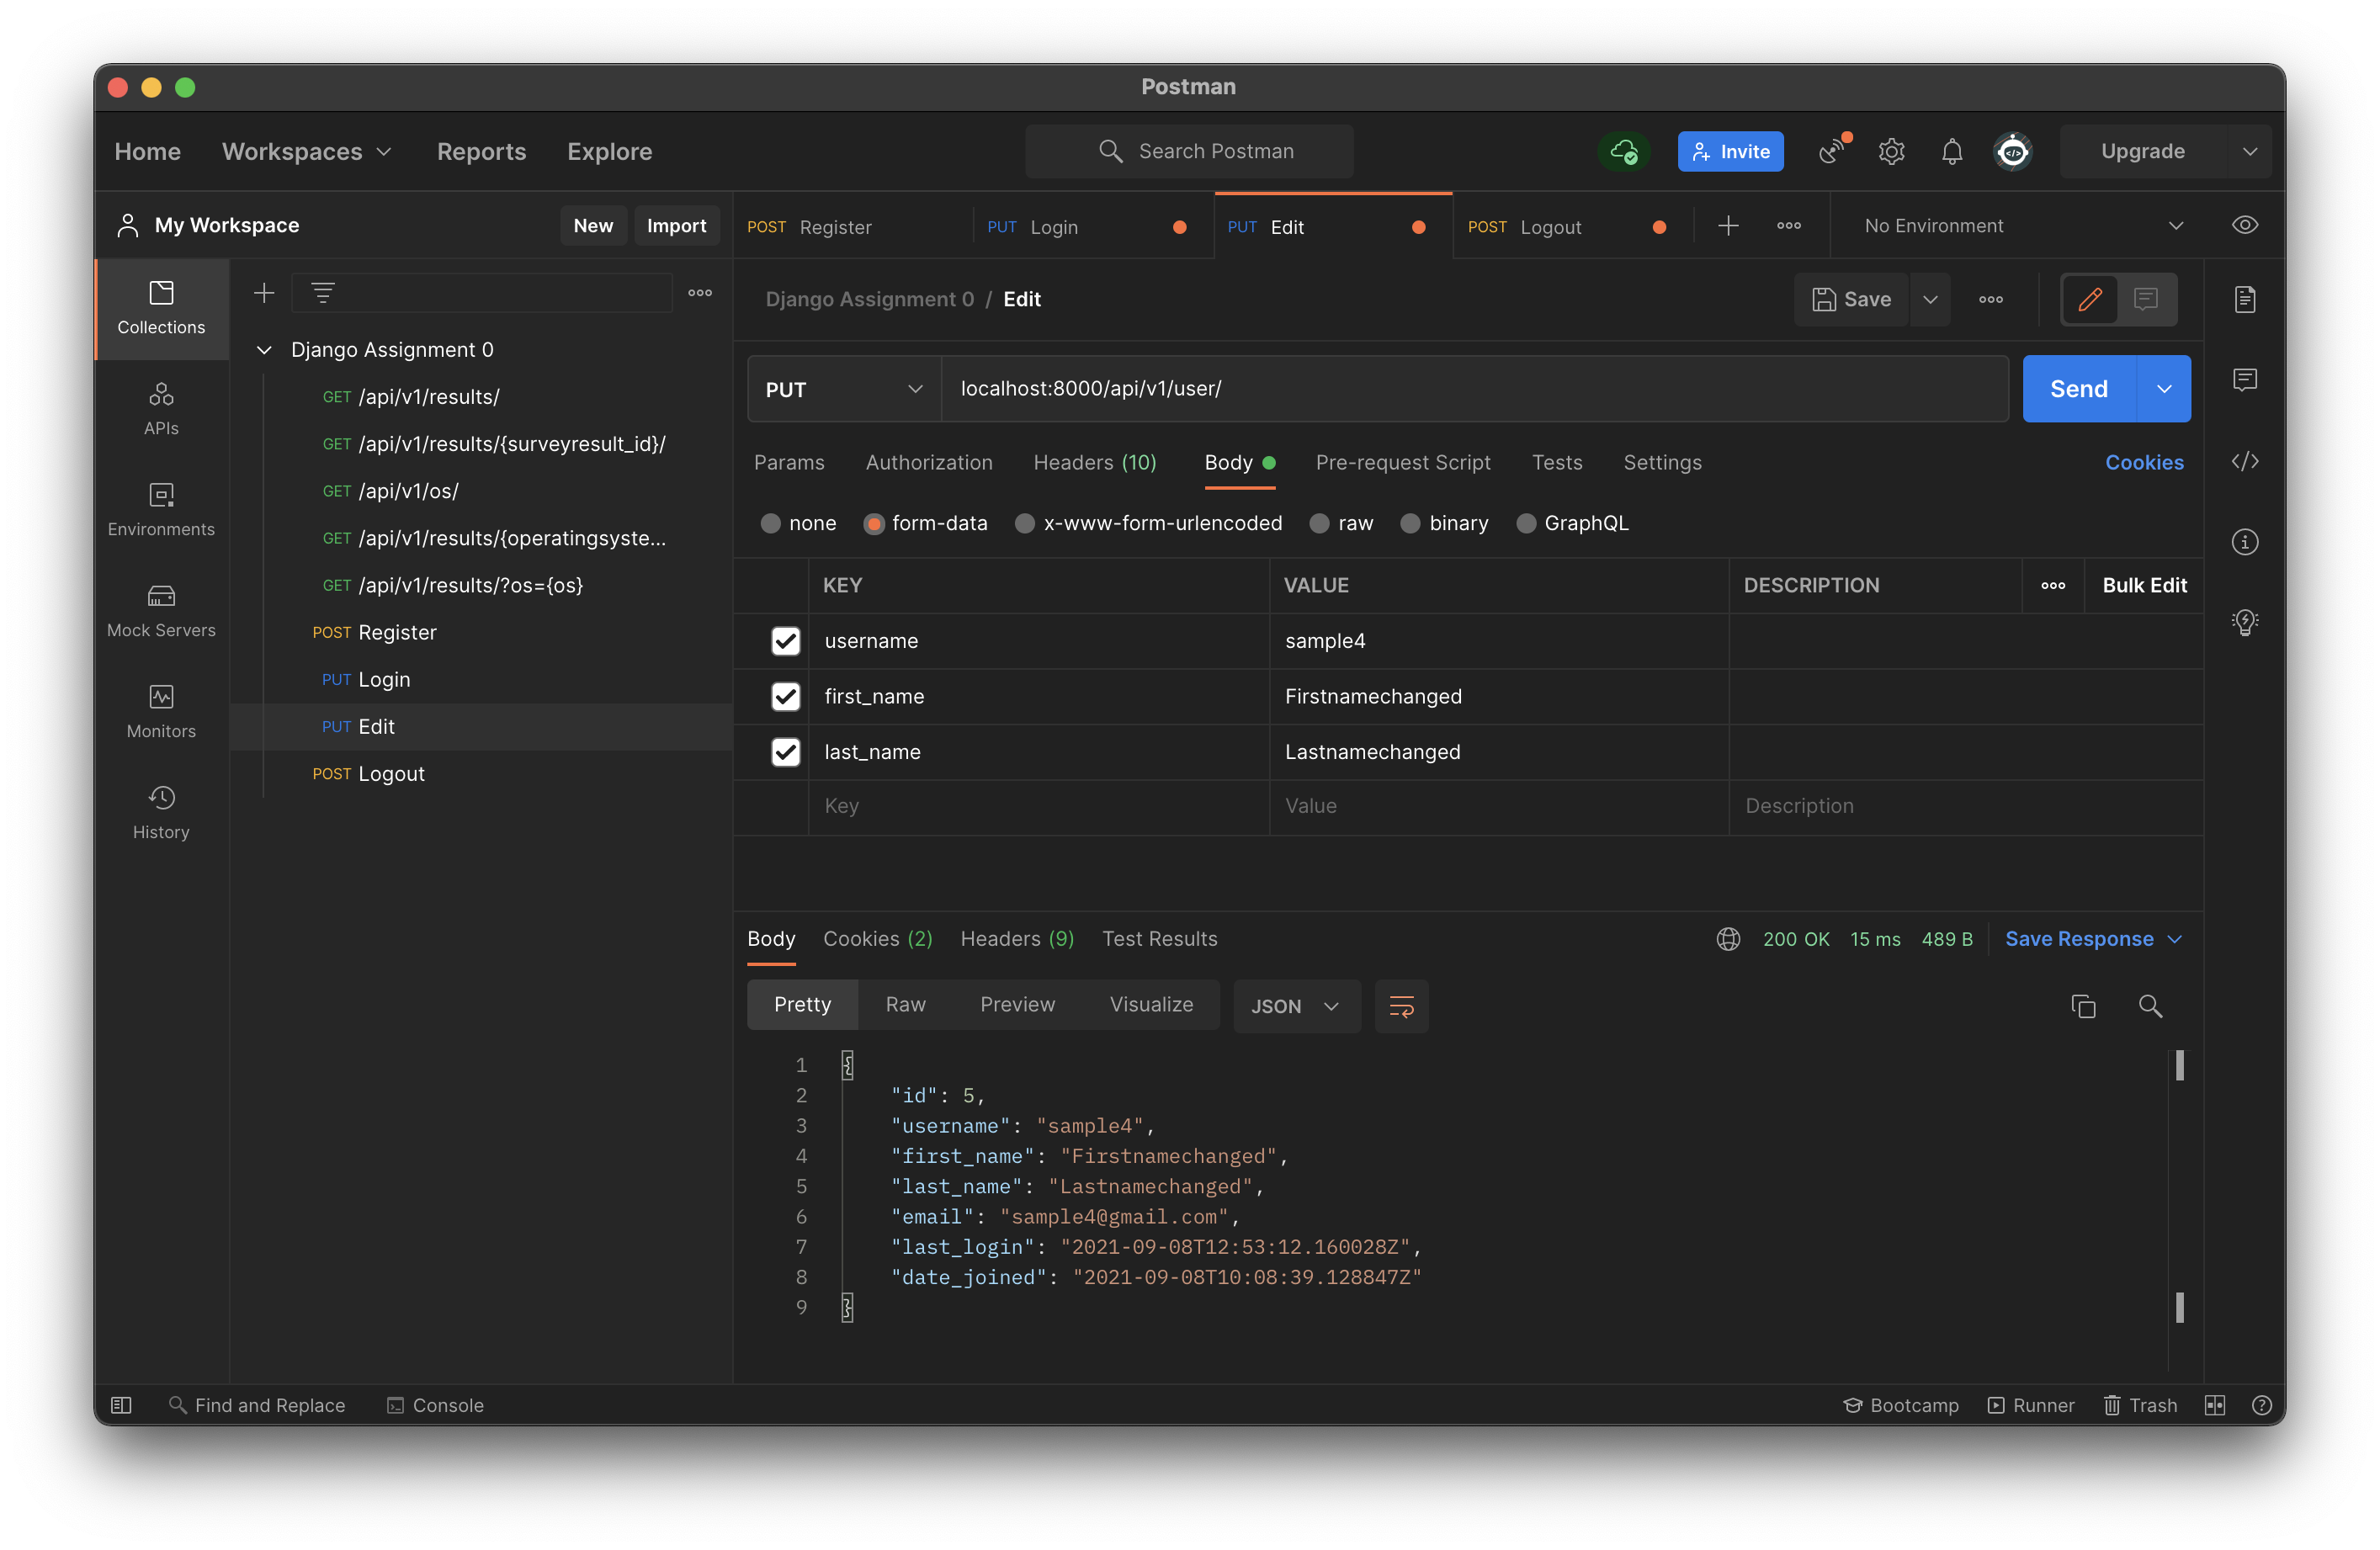 Postman
Home Workspaces Reports Explore Search Postman Invite Upgrade
My Workspace New Import
POST Register PUT Login PUT Edit POST Logout No Environment
Collections
APIs
Environments
Mock Servers
Monitors
History
Django Assignment 0
GET /api/v1/results/
GET /api/v1/results/{surveyresult_id}/
GET /api/v1/os/
GET /api/v1/results/{operatingsyste...
GET /api/v1/results/?os={os}
POST Register
PUT Login
PUT Edit
POST Logout
Django Assignment 0 / Edit Save
PUT localhost:8000/api/v1/user/ Send
Params Authorization Headers (10) Body Pre-request Script Tests Settings Cookies
none form-data x-www-form-urlencoded raw binary GraphQL
KEY VALUE DESCRIPTION Bulk Edit
username sample4
first_name Firstnamechanged
last_name Lastnamechanged
Key Value Description
Body Cookies (2) Headers (9) Test Results 200 OK 15 ms 489 B Save Response
Pretty Raw Preview Visualize JSON
1 {
2 "id": 5,
3 "username": "sample4",
4 "first_name": "Firstnamechanged",
5 "last_name": "Lastnamechanged",
6 "email": "sample4@gmail.com",
7 "last_login": "2021-09-08T12:53:12.160028Z",
8 "date_joined": "2021-09-08T10:08:39.128847Z"
9 }
Find and Replace Console Bootcamp Runner Trash